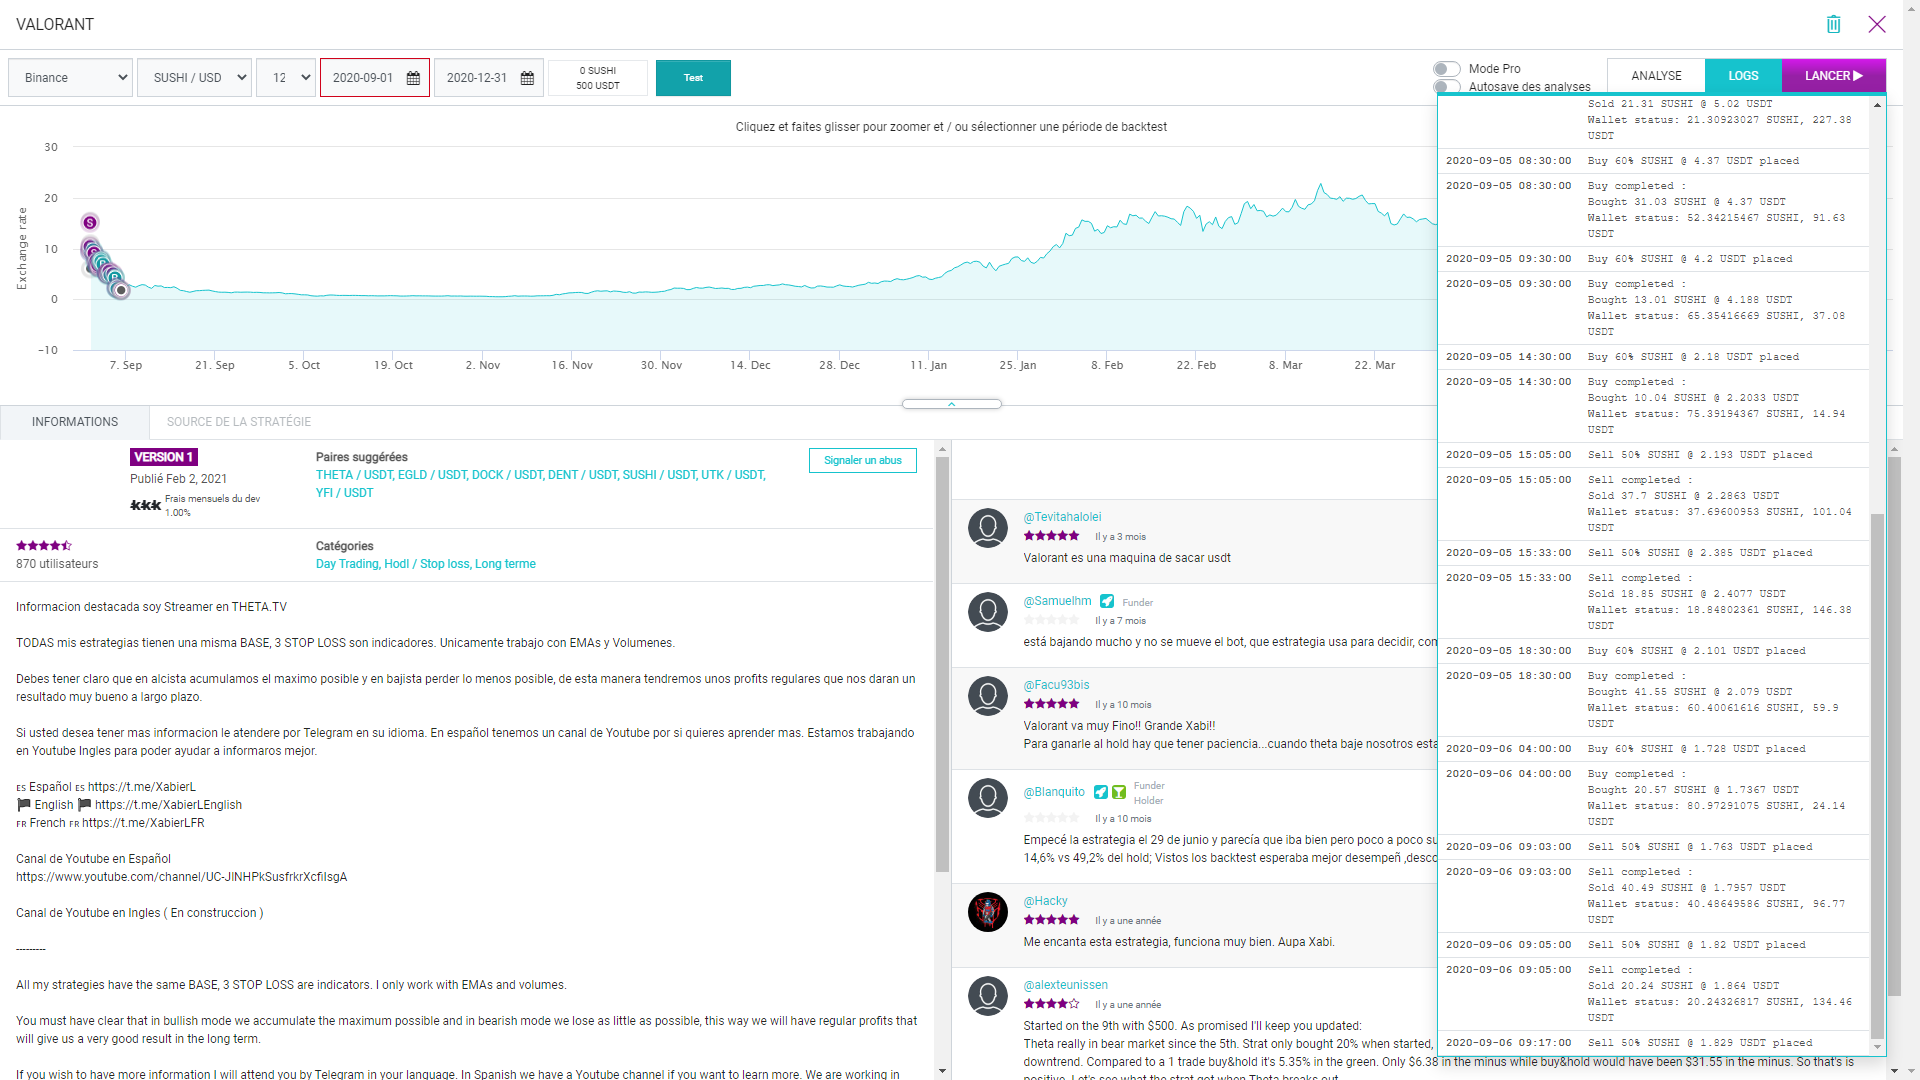 VALORANT
Binance
SUSHI / USD
12
2020-09-01
2020-12-31
0 SUSHI
500 USDT
Test
Mode Pro
Autosave des analyses
ANALYSE
LOGS
LANCER
Cliquez et faites glisser pour zoomer et / ou sélectionner une période de backtest
Exchange rate
30
20
10
0
-10
S
7. Sep
21. Sep
5. Oct
19. Oct
2. Nov
16. Nov
30. Nov
14. Dec
28. Dec
11. Jan
25. Jan
8. Feb
22. Feb
8. Mar
22. Mar
Sold 21.31 SUSHI @ 5.02 USDT
Wallet status: 21.30923027 SUSHI, 227.38
USDT
2020-09-05 08:30:00 Buy 60% SUSHI @ 4.37 USDT placed
2020-09-05 08:30:00 Buy completed :
Bought 31.03 SUSHI @ 4.37 USDT
Wallet status: 52.34215467 SUSHI, 91.63
USDT
2020-09-05 09:30:00 Buy 60% SUSHI @ 4.2 USDT placed
2020-09-05 09:30:00 Buy completed :
Bought 13.01 SUSHI @ 4.188 USDT
Wallet status: 65.35416669 SUSHI, 37.08
USDT
2020-09-05 14:30:00 Buy 60% SUSHI @ 2.18 USDT placed
2020-09-05 14:30:00 Buy completed :
Bought 10.04 SUSHI @ 2.2033 USDT
Wallet status: 75.39194367 SUSHI, 14.94
USDT
2020-09-05 15:05:00 Sell 50% SUSHI @ 2.193 USDT placed
2020-09-05 15:05:00 Sell completed :
Sold 37.7 SUSHI @ 2.2863 USDT
Wallet status: 37.69600953 SUSHI, 101.04
USDT
2020-09-05 15:33:00 Sell 50% SUSHI @ 2.385 USDT placed
2020-09-05 15:33:00 Sell completed :
Sold 18.85 SUSHI @ 2.4077 USDT
Wallet status: 18.84802361 SUSHI, 146.38
USDT
2020-09-05 18:30:00 Buy 60% SUSHI @ 2.101 USDT placed
2020-09-05 18:30:00 Buy completed :
Bought 41.55 SUSHI @ 2.079 USDT
Wallet status: 60.40061616 SUSHI, 59.9
USDT
2020-09-06 04:00:00 Buy 60% SUSHI @ 1.728 USDT placed
2020-09-06 04:00:00 Buy completed :
Bought 20.57 SUSHI @ 1.7367 USDT
Wallet status: 80.97291075 SUSHI, 24.14
USDT
2020-09-06 09:03:00 Sell 50% SUSHI @ 1.763 USDT placed
2020-09-06 09:03:00 Sell completed :
Sold 40.49 SUSHI @ 1.7957 USDT
Wallet status: 40.48649586 SUSHI, 96.77
USDT
2020-09-06 09:05:00 Sell 50% SUSHI @ 1.82 USDT placed
2020-09-06 09:05:00 Sell completed :
Sold 20.24 SUSHI @ 1.864 USDT
Wallet status: 20.24326817 SUSHI, 134.46
USDT
2020-09-06 09:17:00 Sell 50% SUSHI @ 1.829 USDT placed
INFORMATIONS
SOURCE DE LA STRATÉGIE
VERSION 1
Publié Feb 2, 2021
Frais mensuels du dev
1.00%
Paires suggérées
THETA / USDT, EGLD / USDT, DOCK / USDT, DENT / USDT, SUSHI / USDT, UTK / USDT,
YFI / USDT
Signaler un abus
870 utilisateurs
Catégories
Day Trading, Hodl / Stop loss, Long terme
Informacion destacada soy Streamer en THETA.TV
TODAS mis estrategias tienen una misma BASE, 3 STOP LOSS son indicadores. Unicamente trabajo con EMAs y Volumenes.
Debes tener claro que en alcista acumulamos el maximo posible y en bajista perder lo menos posible, de esta manera tendremos unos profits regulares que nos daran un
resultado muy bueno a largo plazo.
Si usted desea tener mas informacion le atendere por Telegram en su idioma. En español tenemos un canal de Youtube por si quieres aprender mas. Estamos trabajando
en Youtube Ingles para poder ayudar a informaros mejor.
ES Español ES https://t.me/XabierL
English https://t.me/XabierLEnglish
FR French FR https://t.me/XabierLFR
Canal de Youtube en Español
https://www.youtube.com/channel/UC-JINHPkSusfrkrXcfiIsgA
Canal de Youtube en Ingles ( En construccion )
---------
All my strategies have the same BASE, 3 STOP LOSS are indicators. I only work with EMAs and volumes.
You must have clear that in bullish mode we accumulate the maximum possible and in bearish mode we lose as little as possible, this way we will have regular profits that
will give us a very good result in the long term.
If you wish to have more information I will attend you by Telegram in your language. In Spanish we have a Youtube channel if you want to learn more. We are working in
@Tevitahalolei
Il y a 3 mois
Valorant es una maquina de sacar usdt
@Samuelhm Funder
Il y a 7 mois
está bajando mucho y no se mueve el bot, que estrategia usa para decidir, con
@Facu93bis
Il y a 10 mois
Valorant va muy Fino!! Grande Xabi!!
Para ganarle al hold hay que tener paciencia...cuando theta baje nosotros esta
@Blanquito Funder
Holder
Il y a 10 mois
Empecé la estrategia el 29 de junio y parecía que iba bien pero poco a poco su
14,6% vs 49,2% del hold; Vistos los backtest esperaba mejor desempeñ ,desco
@Hacky
Il y a une année
Me encanta esta estrategia, funciona muy bien. Aupa Xabi.
@alexteunissen
Il y a une année
Started on the 9th with $500. As promised I'll keep you updated:
Theta really in bear market since the 5th. Strat only bought 20% when started,
downtrend. Compared to a 1 trade buy&hold it's 5.35% in the green. Only $6.38 in the minus while buy&hold would have been $31.55 in the minus. So that's
positive. Let's see what the strat got when Theta breaks out